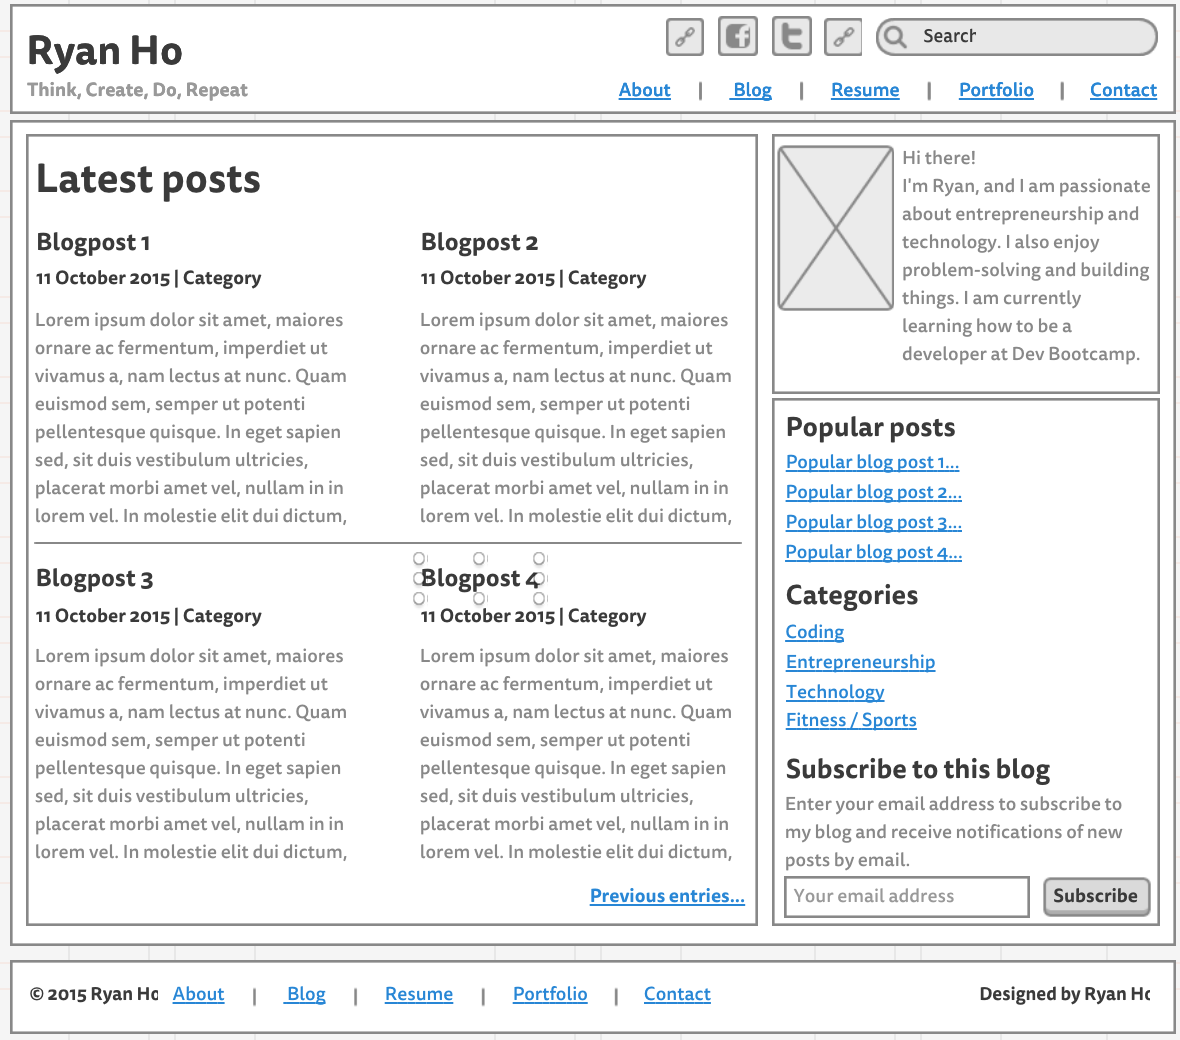 Ryan Ho
Think, Create, Do, Repeat
Search
About | Blog | Resume | Portfolio | Contact
Latest posts
Blogpost 1
11 October 2015 | Category
Lorem ipsum dolor sit amet, maiores
ornare ac fermentum, imperdiet ut
vivamus a, nam lectus at nunc. Quam
euismod sem, semper ut potenti
pellentesque quisque. In eget sapien
sed, sit duis vestibulum ultricies,
placerat morbi amet vel, nullam in in
lorem vel. In molestie elit dui dictum,
Blogpost 2
11 October 2015 | Category
Lorem ipsum dolor sit amet, maiores
ornare ac fermentum, imperdiet ut
vivamus a, nam lectus at nunc. Quam
euismod sem, semper ut potenti
pellentesque quisque. In eget sapien
sed, sit duis vestibulum ultricies,
placerat morbi amet vel, nullam in in
lorem vel. In molestie elit dui dictum,
Blogpost 3
11 October 2015 | Category
Lorem ipsum dolor sit amet, maiores
ornare ac fermentum, imperdiet ut
vivamus a, nam lectus at nunc. Quam
euismod sem, semper ut potenti
pellentesque quisque. In eget sapien
sed, sit duis vestibulum ultricies,
placerat morbi amet vel, nullam in in
lorem vel. In molestie elit dui dictum,
Blogpost 4
11 October 2015 | Category
Lorem ipsum dolor sit amet, maiores
ornare ac fermentum, imperdiet ut
vivamus a, nam lectus at nunc. Quam
euismod sem, semper ut potenti
pellentesque quisque. In eget sapien
sed, sit duis vestibulum ultricies,
placerat morbi amet vel, nullam in in
lorem vel. In molestie elit dui dictum,
Previous entries...
Hi there!
I'm Ryan, and I am passionate
about entrepreneurship and
technology. I also enjoy
problem-solving and building
things. I am currently
learning how to be a
developer at Dev Bootcamp.
Popular posts
Popular blog post 1...
Popular blog post 2...
Popular blog post 3...
Popular blog post 4...
Categories
Coding
Entrepreneurship
Technology
Fitness / Sports
Subscribe to this blog
Enter your email address to subscribe to
my blog and receive notifications of new
posts by email.
Your email address
Subscribe
© 2015 Ryan Ho
About | Blog | Resume | Portfolio | Contact
Designed by Ryan Ho